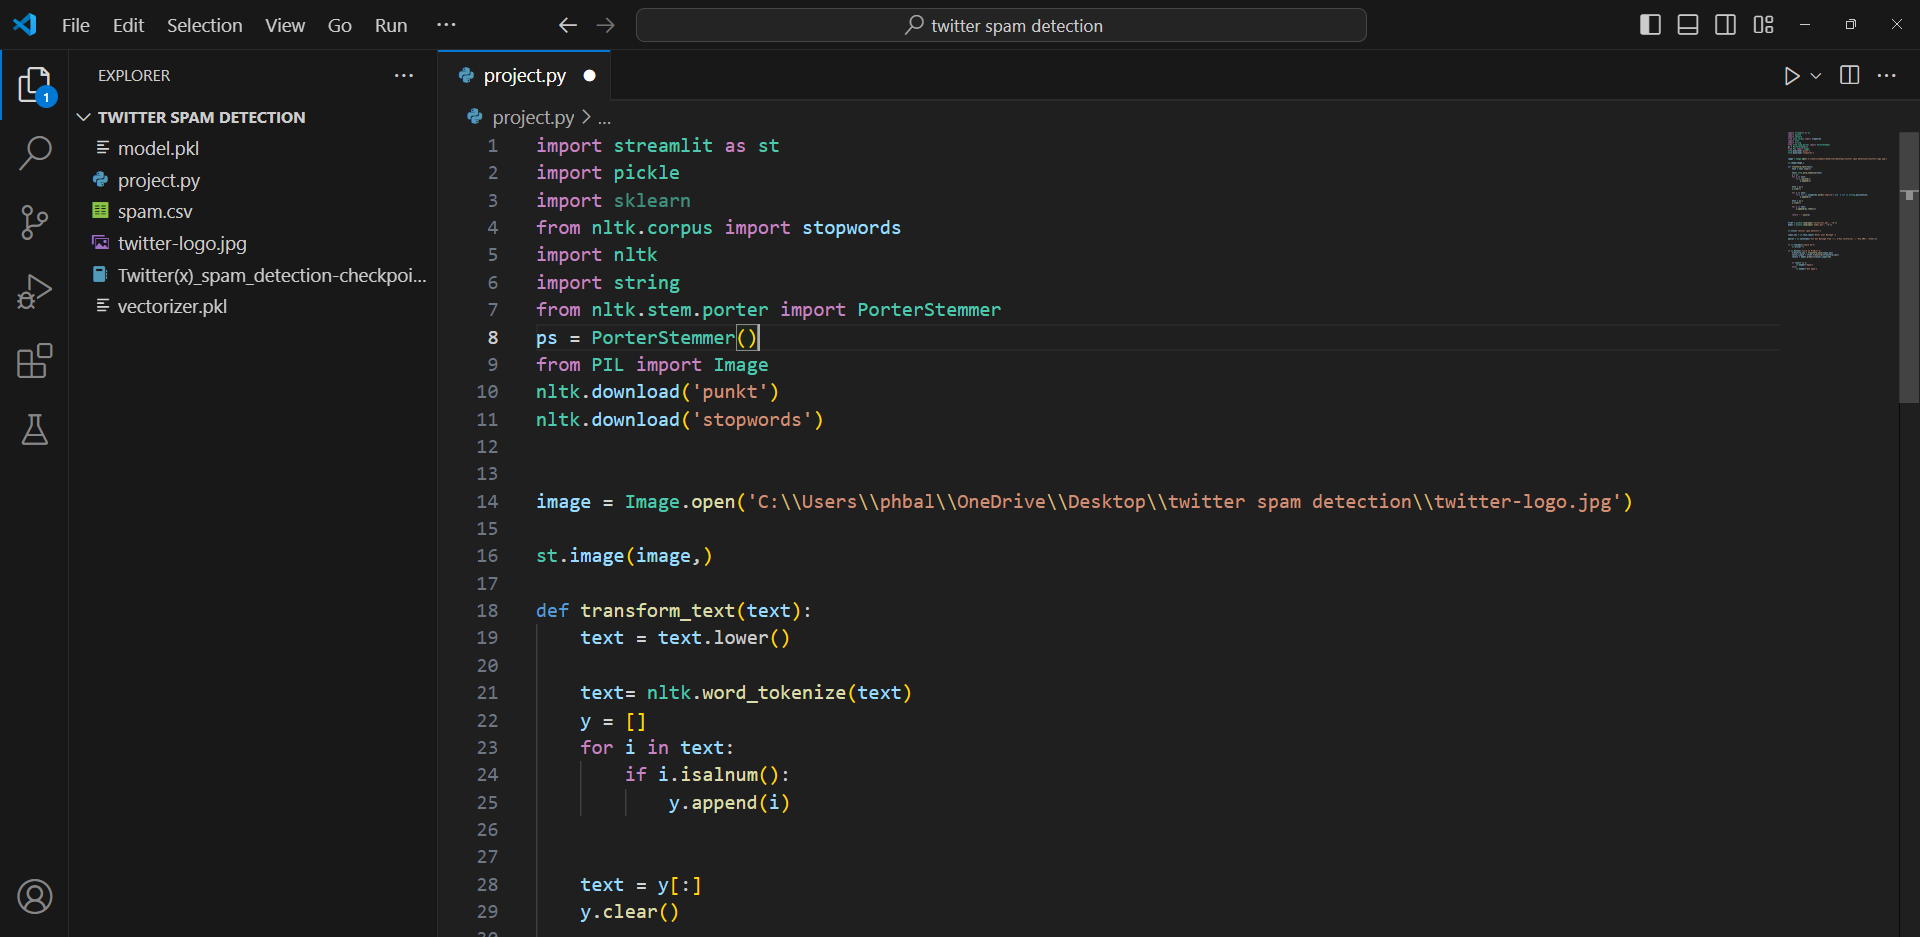 File Edit Selection View Go Run ···
twitter spam detection
EXPLORER ···
TWITTER SPAM DETECTION
model.pkl
project.py
spam.csv
twitter-logo.jpg
Twitter(x)_spam_detection-checkpoi...
vectorizer.pkl
1
project.py
project.py > ...
1 import streamlit as st
2 import pickle
3 import sklearn
4 from nltk.corpus import stopwords
5 import nltk
6 import string
7 from nltk.stem.porter import PorterStemmer
8 ps = PorterStemmer()
9 from PIL import Image
10 nltk.download('punkt')
11 nltk.download('stopwords')
12
13
14 image = Image.open('C:\\Users\\phbal\\OneDrive\\Desktop\\twitter spam detection\\twitter-logo.jpg')
15
16 st.image(image,)
17
18 def transform_text(text):
19 text = text.lower()
20
21 text= nltk.word_tokenize(text)
22 y = []
23 for i in text:
24 if i.isalnum():
25 y.append(i)
26
27
28 text = y[:]
29 y.clear()